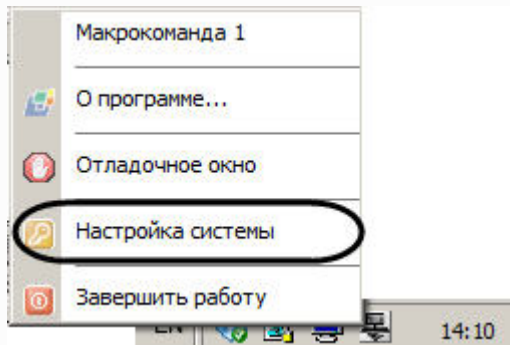 Макрокоманда 1
О программе...
Отладочное окно
Настройка системы
Завершить работу
EN 14:10